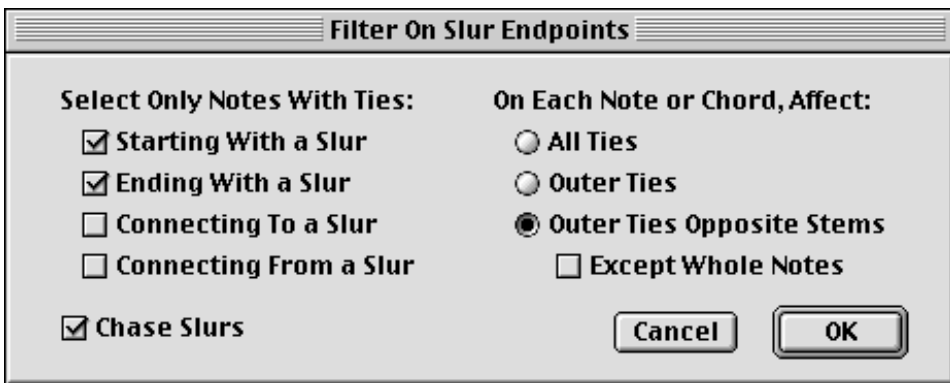 Filter On Slur Endpoints
Select Only Notes With Ties:
Starting With a Slur
Ending With a Slur
Connecting To a Slur
Connecting From a Slur
Chase Slurs
On Each Note or Chord, Affect:
All Ties
Outer Ties
Outer Ties Opposite Stems
Except Whole Notes
Cancel
OK